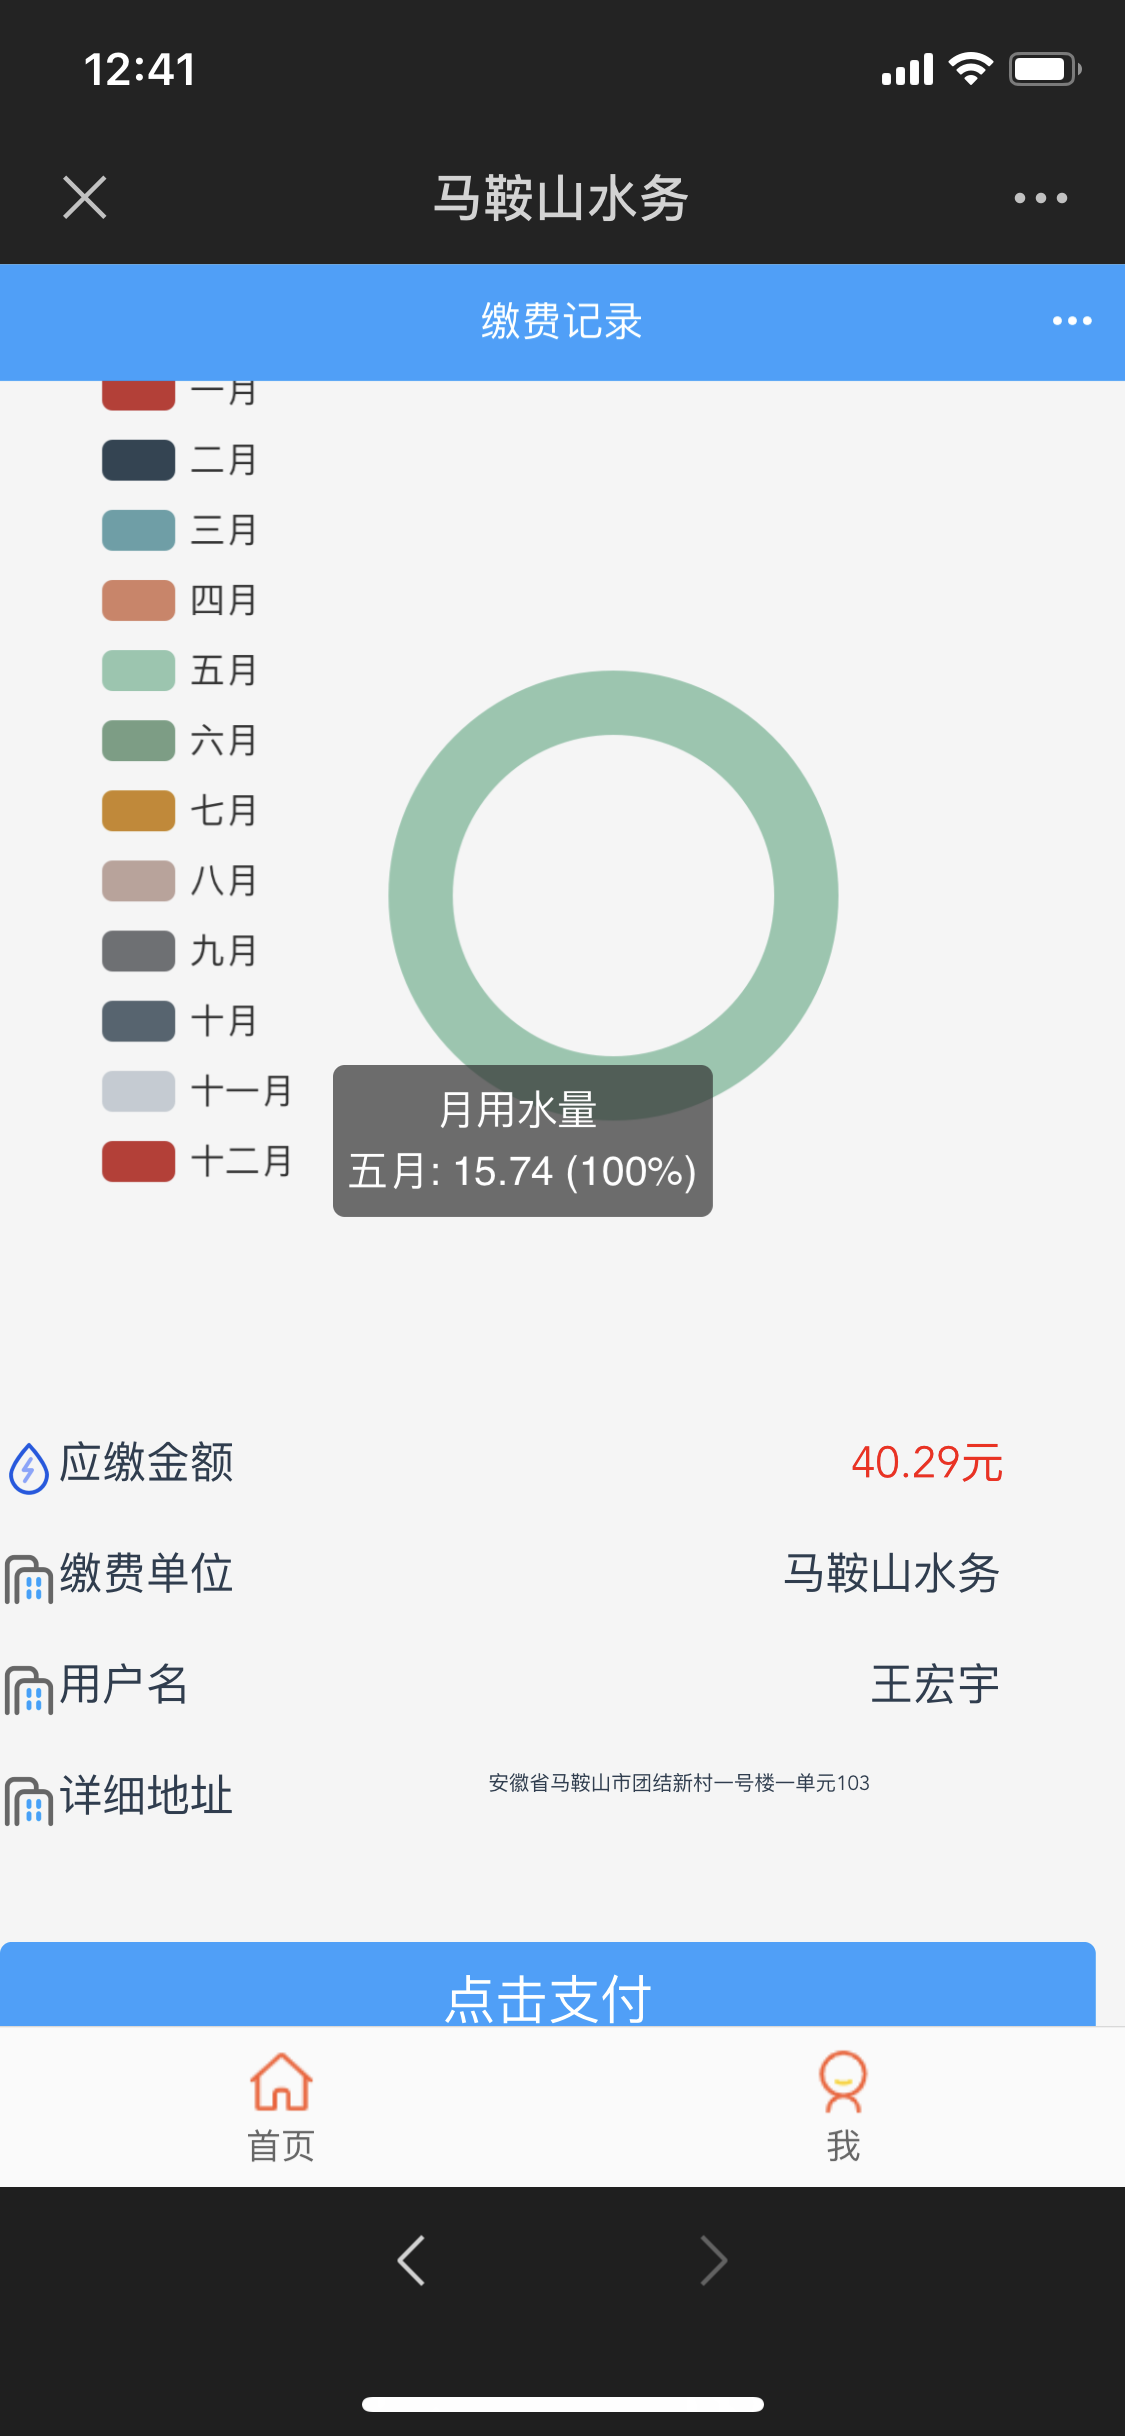 12:41
马鞍山水务
缴费记录
一月
二月
三月
四月
五月
六月
七月
八月
九月
十月
十一月
十二月
月用水量
五月: 15.74 (100%)
应缴金额 40.29元
缴费单位 马鞍山水务
用户名 王宏宇
详细地址 安徽省马鞍山市团结新村一号楼一单元103
点击支付
首页 我